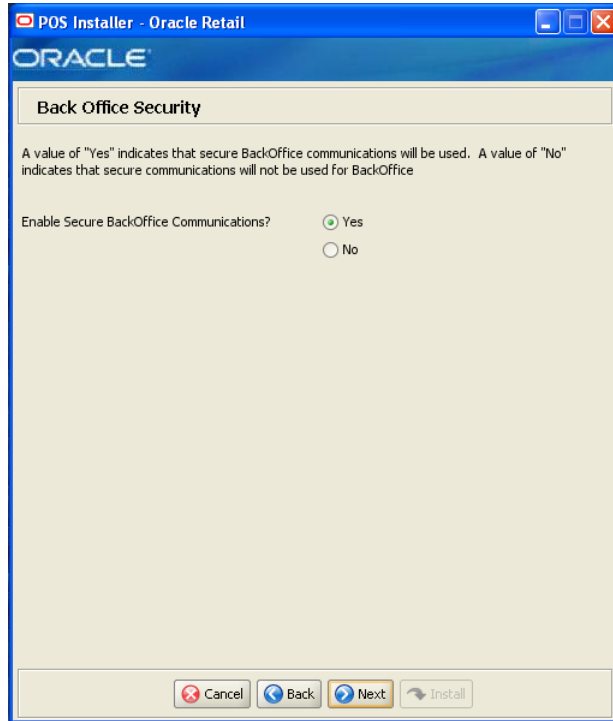 POS Installer - Oracle Retail
ORACLE
Back Office Security
A value of "Yes" indicates that secure BackOffice communications will be used. A value of "No"
indicates that secure communications will not be used for BackOffice
Enable Secure BackOffice Communications?
Yes
No
Cancel
Back
Next
Install